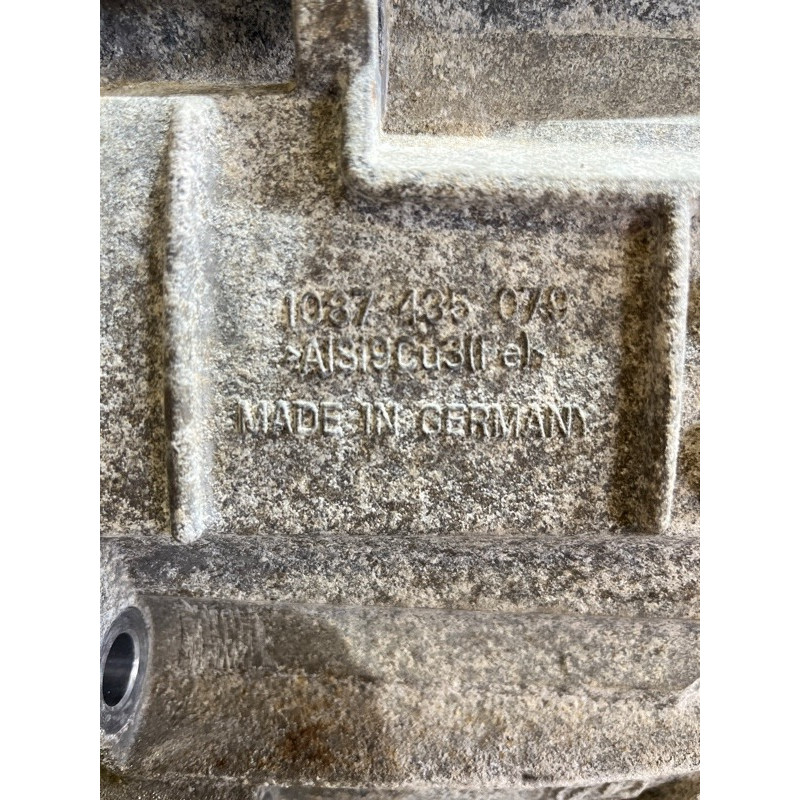 1087 435 079
>AlSi9Cu3(Fe)<
MADE IN GERMANY